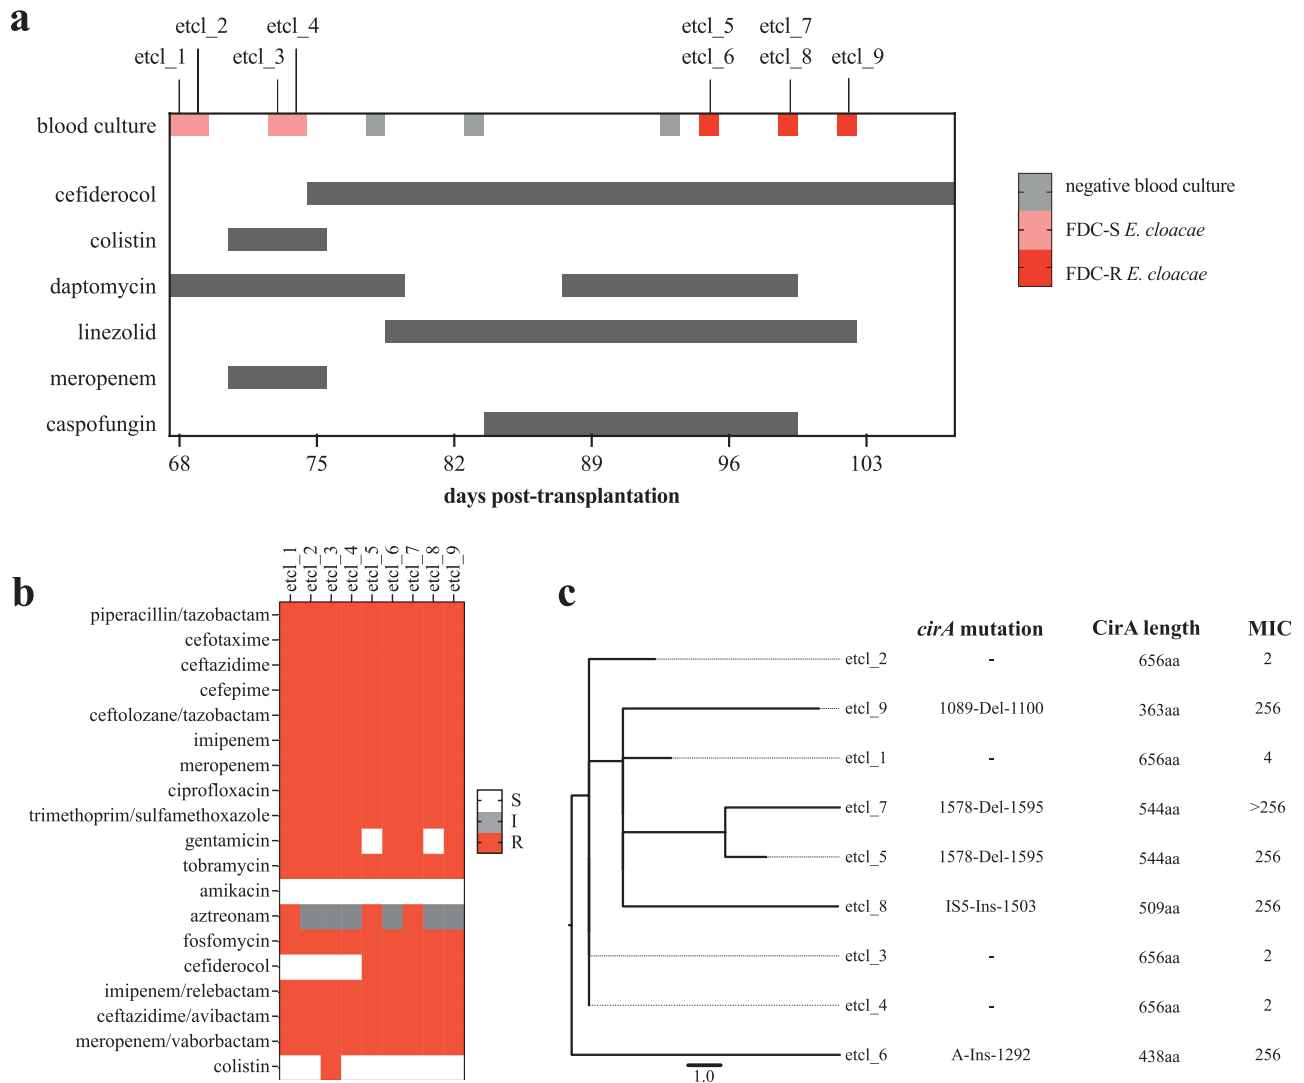 a
etcl_2 etcl_4 etcl_5 etcl_7
etcl_1 etcl_3 etcl_6 etcl_8 etcl_9
blood culture
cefiderocol
colistin
daptomycin
linezolid
meropenem
caspofungin
68 75 82 89 96 103
days post-transplantation
negative blood culture
FDC-S E. cloacae
FDC-R E. cloacae
b
etcl_1 etcl_2 etcl_3 etcl_4 etcl_5 etcl_6 etcl_7 etcl_8 etcl_9
piperacillin/tazobactam
cefotaxime
ceftazidime
cefepime
ceftolozane/tazobactam
imipenem
meropenem
ciprofloxacin
trimethoprim/sulfamethoxazole
gentamicin
tobramycin
amikacin
aztreonam
fosfomycin
cefiderocol
imipenem/relebactam
ceftazidime/avibactam
meropenem/vaborbactam
colistin
S
I
R
c
cirA mutation CirA length MIC
etcl_2 - 656aa 2
etcl_9 1089-Del-1100 363aa 256
etcl_1 - 656aa 4
etcl_7 1578-Del-1595 544aa >256
etcl_5 1578-Del-1595 544aa 256
etcl_8 IS5-Ins-1503 509aa 256
etcl_3 - 656aa 2
etcl_4 - 656aa 2
etcl_6 A-Ins-1292 438aa 256
1.0